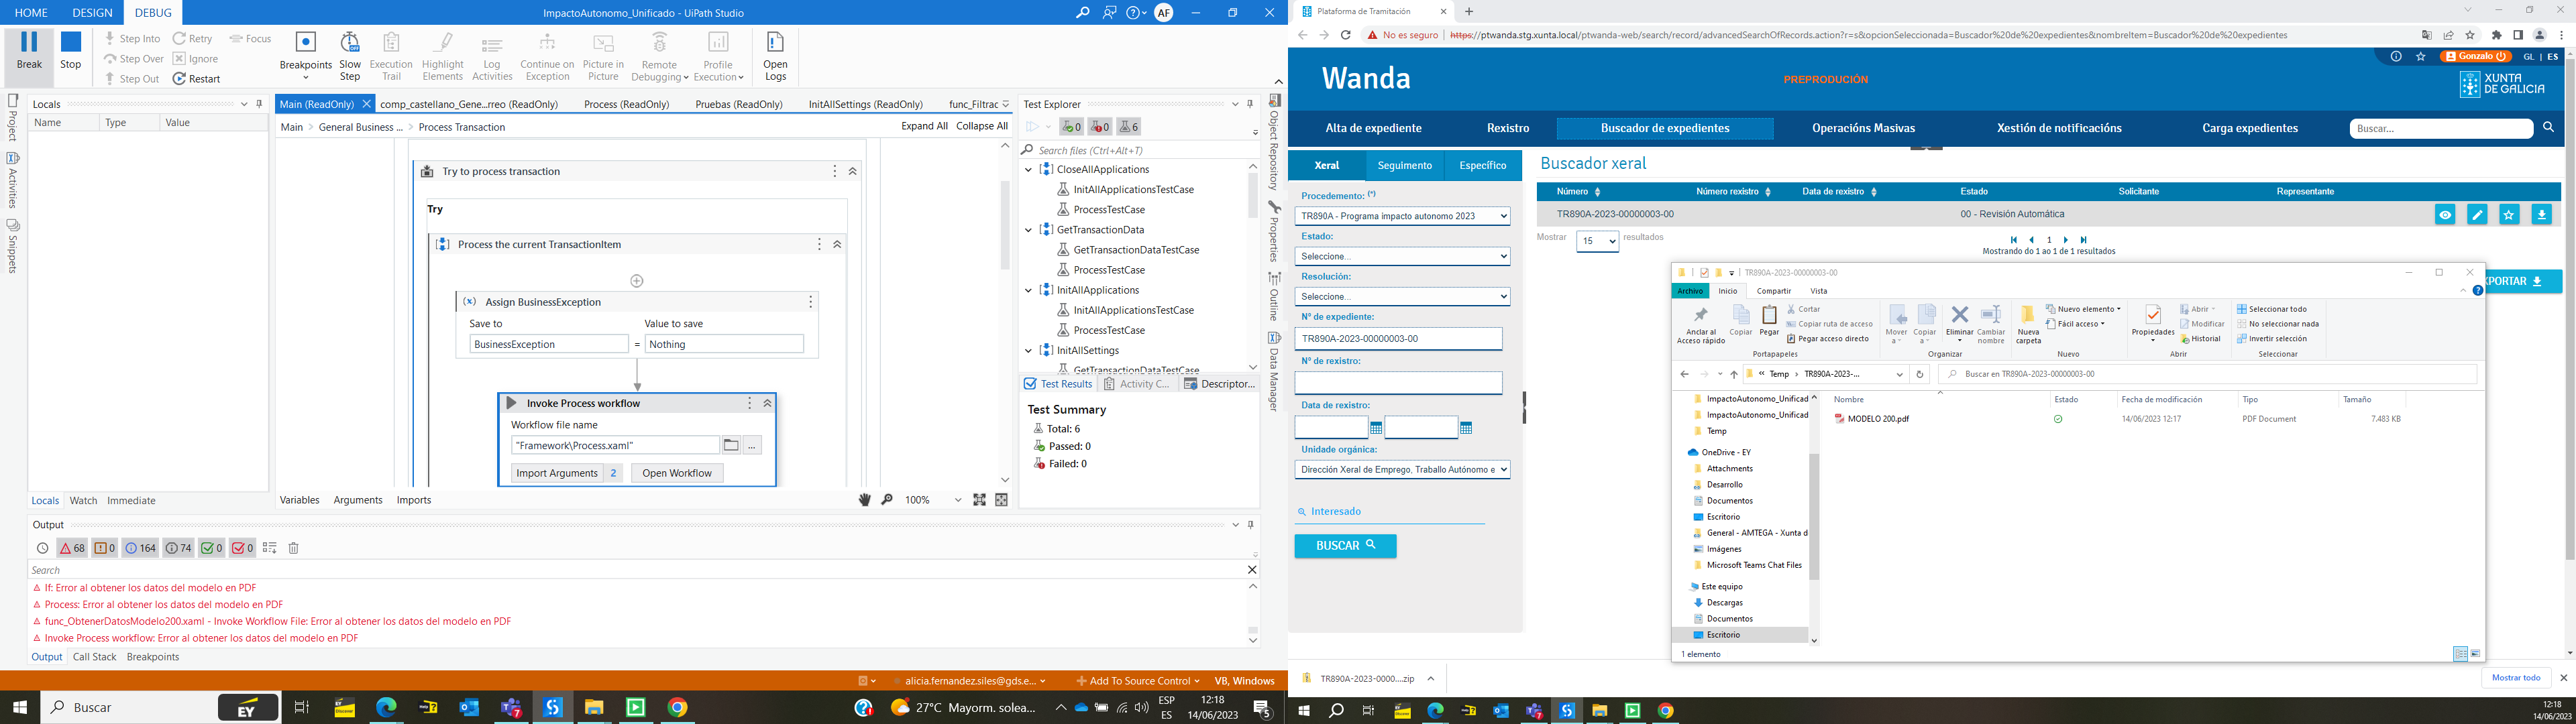 HOME DESIGN DEBUG ImpactoAutonomo_Unificado - UiPath Studio AF
Break Stop
Step Into Retry Focus
Step Over Ignore
Step Out Restart
Breakpoints Slow Step Execution Trail Highlight Elements Log Activities Continue on Exception Picture in Picture Remote Debugging Profile Execution Open Logs
Project
Activities
Snippets
Locals
Name Type Value
Locals Watch Immediate
Main (ReadOnly) comp_castellano_Gene...rreo (ReadOnly) Process (ReadOnly) Pruebas (ReadOnly) InitAllSettings (ReadOnly) func_Filtrac
Main > General Business ... > Process Transaction Expand All Collapse All
Try to process transaction
Try
Process the current TransactionItem
Assign BusinessException
Save to Value to save
BusinessException = Nothing
Invoke Process workflow
Workflow file name
"Framework\Process.xaml" ...
Import Arguments 2 Open Workflow
Variables Arguments Imports 100%
Test Explorer
0 0 6
Search files (Ctrl+Alt+T)
CloseAllApplications
InitAllApplicationsTestCase
ProcessTestCase
GetTransactionData
GetTransactionDataTestCase
ProcessTestCase
InitAllApplications
InitAllApplicationsTestCase
ProcessTestCase
InitAllSettings
GetTransactionDataTestCase
Test Results Activity C... Descriptor...
Test Summary
Total: 6
Passed: 0
Failed: 0
Object Repository
Properties
Outline
Data Manager
Output
68 0 164 74 0 0
Search
If: Error al obtener los datos del modelo en PDF
Process: Error al obtener los datos del modelo en PDF
func_ObtenerDatosModelo200.xaml - Invoke Workflow File: Error al obtener los datos del modelo en PDF
Invoke Process workflow: Error al obtener los datos del modelo en PDF
Output Call Stack Breakpoints
alicia.fernandez.siles@gds.e... Add To Source Control VB, Windows
Buscar EY 27°C Mayorm. solea... ESP ES 12:18 14/06/2023 5
Plataforma de Tramitación
No es seguro https://ptwanda.stg.xunta.local/ptwanda-web/search/record/advancedSearchOfRecords.action?r=s&opcionSeleccionada=Buscador%20de%20expedientes&nombreItem=Buscador%20de%20expedientes
Gonzalo GL | ES
Wanda PREPRODUCIÓN XUNTA DE GALICIA
Alta de expediente Rexistro Buscador de expedientes Operacións Masivas Xestión de notificacións Carga expedientes Buscar...
Xeral Seguimento Específico
Procedemento: (*)
TR890A - Programa impacto autonomo 2023
Estado:
Seleccione...
Resolución:
Seleccione...
Nº de expediente:
TR890A-2023-00000003-00
Nº de rexistro:
Data de rexistro:
Unidade orgánica:
Dirección Xeral de Emprego, Traballo Autónomo e
Interesado
BUSCAR
Buscador xeral
Número Número rexistro Data de rexistro Estado Solicitante Representante
TR890A-2023-00000003-00 00 - Revisión Automática
Mostrar 15 resultados
1
Mostrando do 1 ao 1 de 1 resultados
PORTAR
TR890A-2023-00000003-00
Archivo Inicio Compartir Vista
Anclar al Acceso rápido Copiar Pegar
Cortar
Copiar ruta de acceso
Pegar acceso directo
Mover a Copiar a Eliminar Cambiar nombre
Nueva carpeta
Nuevo elemento
Fácil acceso
Propiedades
Abrir
Modificar
Historial
Seleccionar todo
No seleccionar nada
Invertir selección
Portapapeles Organizar Nuevo Abrir Seleccionar
« Temp > TR890A-2023-... Buscar en TR890A-2023-00000003-00
ImpactoAutonomo_Unificad
ImpactoAutonomo_Unificad
Temp
OneDrive - EY
Attachments
Desarrollo
Documentos
Escritorio
General - AMTEGA - Xunta d
Imágenes
Microsoft Teams Chat Files
Este equipo
Descargas
Documentos
Escritorio
Nombre Estado Fecha de modificación Tipo Tamaño
MODELO 200.pdf 14/06/2023 12:17 PDF Document 7.483 KB
1 elemento
TR890A-2023-0000....zip Mostrar todo
12:18
14/06/2023